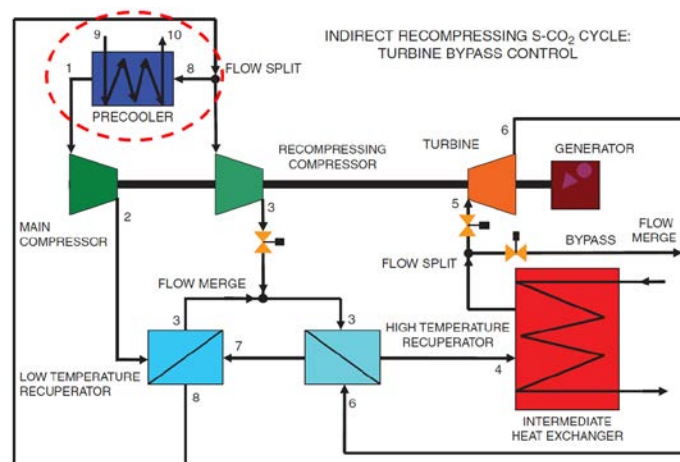 INDIRECT RECOMPRESSING S-CO2 CYCLE:
TURBINE BYPASS CONTROL
9
10
1
8
FLOW SPLIT
PRECOOLER
6
TURBINE
GENERATOR
RECOMPRESSING
COMPRESSOR
3
5
2
MAIN
COMPRESSOR
BYPASS
FLOW
MERGE
FLOW SPLIT
FLOW MERGE
3
3
HIGH TEMPERATURE
RECUPERATOR
7
4
LOW TEMPERATURE
RECUPERATOR
8
6
INTERMEDIATE
HEAT EXCHANGER